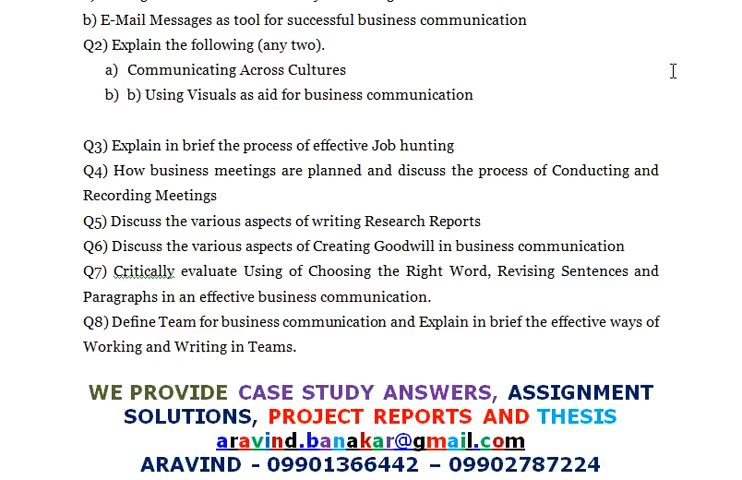 b) E-Mail Messages as tool for successful business communication
Q2) Explain the following (any two).
a) Communicating Across Cultures
b) b) Using Visuals as aid for business communication
Q3) Explain in brief the process of effective Job hunting
Q4) How business meetings are planned and discuss the process of Conducting and
Recording Meetings
Q5) Discuss the various aspects of writing Research Reports
Q6) Discuss the various aspects of Creating Goodwill in business communication
Q7) Critically evaluate Using of Choosing the Right Word, Revising Sentences and
Paragraphs in an effective business communication.
Q8) Define Team for business communication and Explain in brief the effective ways of
Working and Writing in Teams.
WE PROVIDE CASE STUDY ANSWERS, ASSIGNMENT
SOLUTIONS, PROJECT REPORTS AND THESIS
aravind.banakar@gmail.com
ARAVIND - 09901366442 – 09902787224